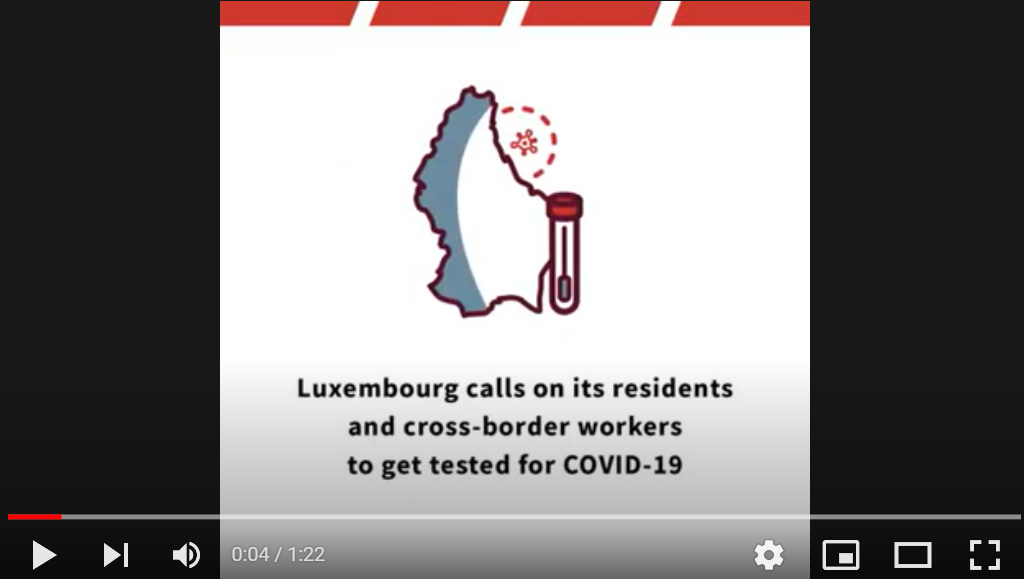 Luxembourg calls on its residents
and cross-border workers
to get tested for COVID-19
0:04 / 1:22